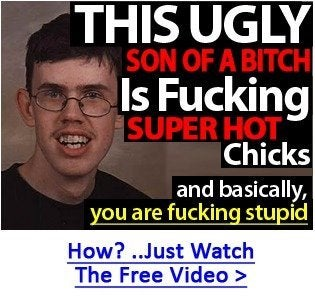 THIS UGLY
SON OF A BITCH
Is Fucking
SUPER HOT
Chicks
and basically,
you are fucking stupid
How? ..Just Watch
The Free Video >